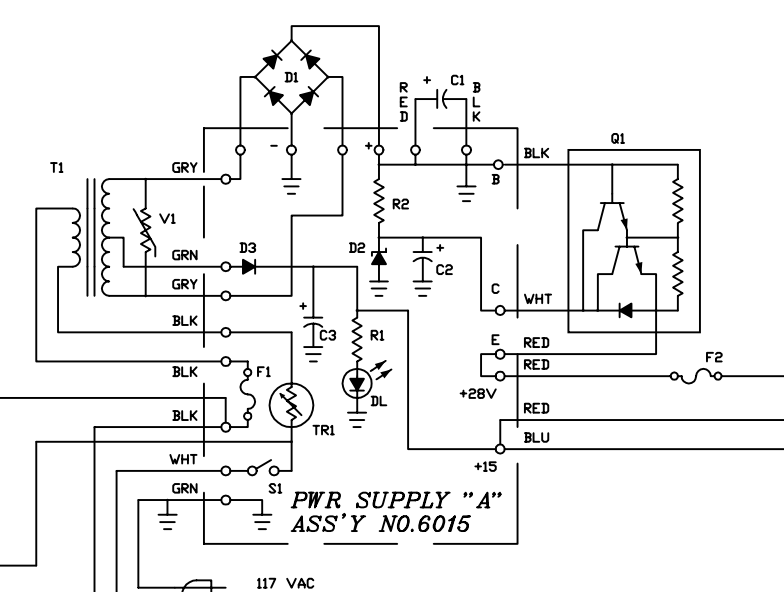 D1
+
C1
RED
BLK
-
+
Q1
T1
GRY
BLK
B
V1
R2
GRN
D3
D2
+
C2
GRY
C
WHT
+
C3
BLK
R1
E
RED
F2
BLK
F1
RED
+28V
DL
BLK
TR1
RED
BLU
WHT
S1
+15
GRN
PWR SUPPLY "A"
ASS'Y NO.6015
117 VAC